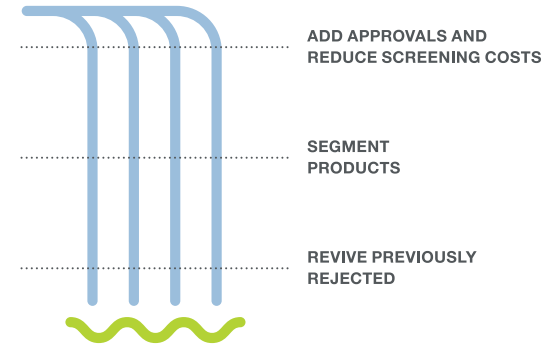 ADD APPROVALS AND
REDUCE SCREENING COSTS
SEGMENT
PRODUCTS
REVIVE PREVIOUSLY
REJECTED